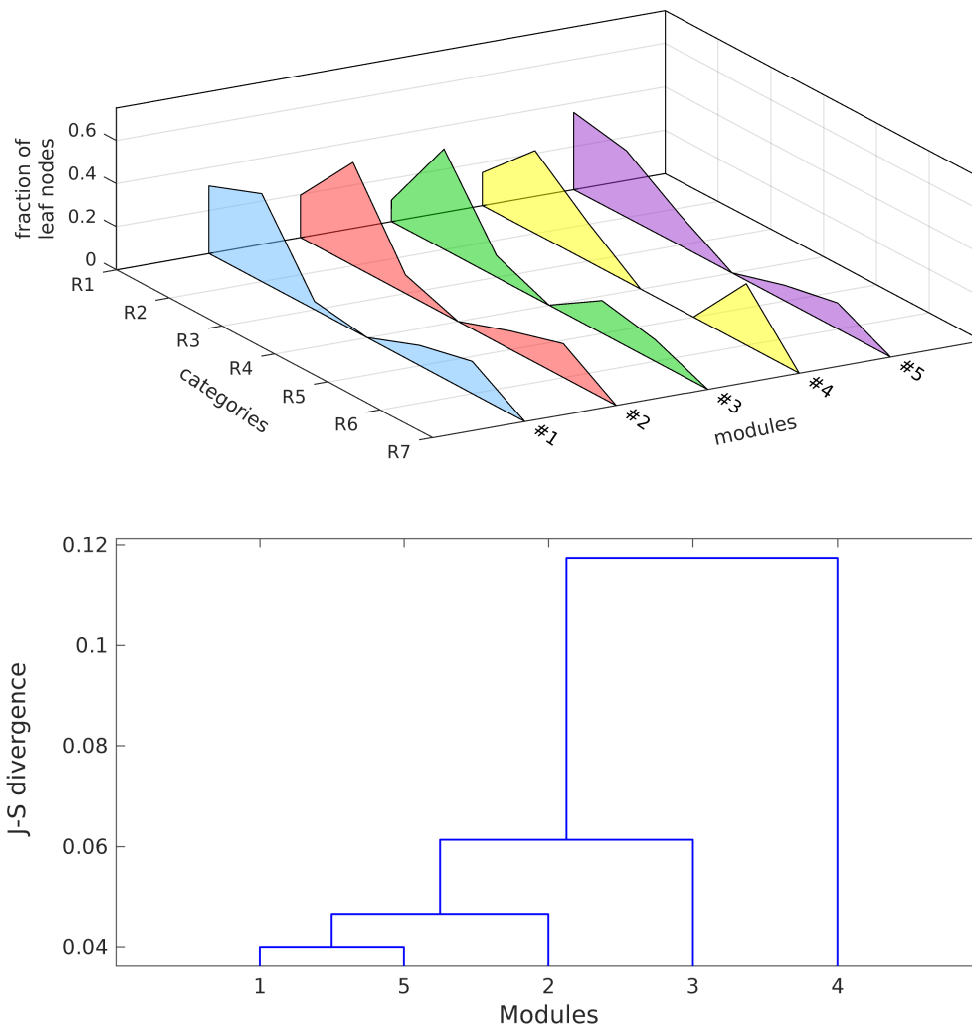 fraction of
leaf nodes
0.6
0.4
0.2
0
R1
R2
R3
R4
R5
R6
R7
categories
#1
#2
#3
#4
#5
modules
0.12
0.1
0.08
0.06
0.04
J-S divergence
1 5 2 3 4
Modules